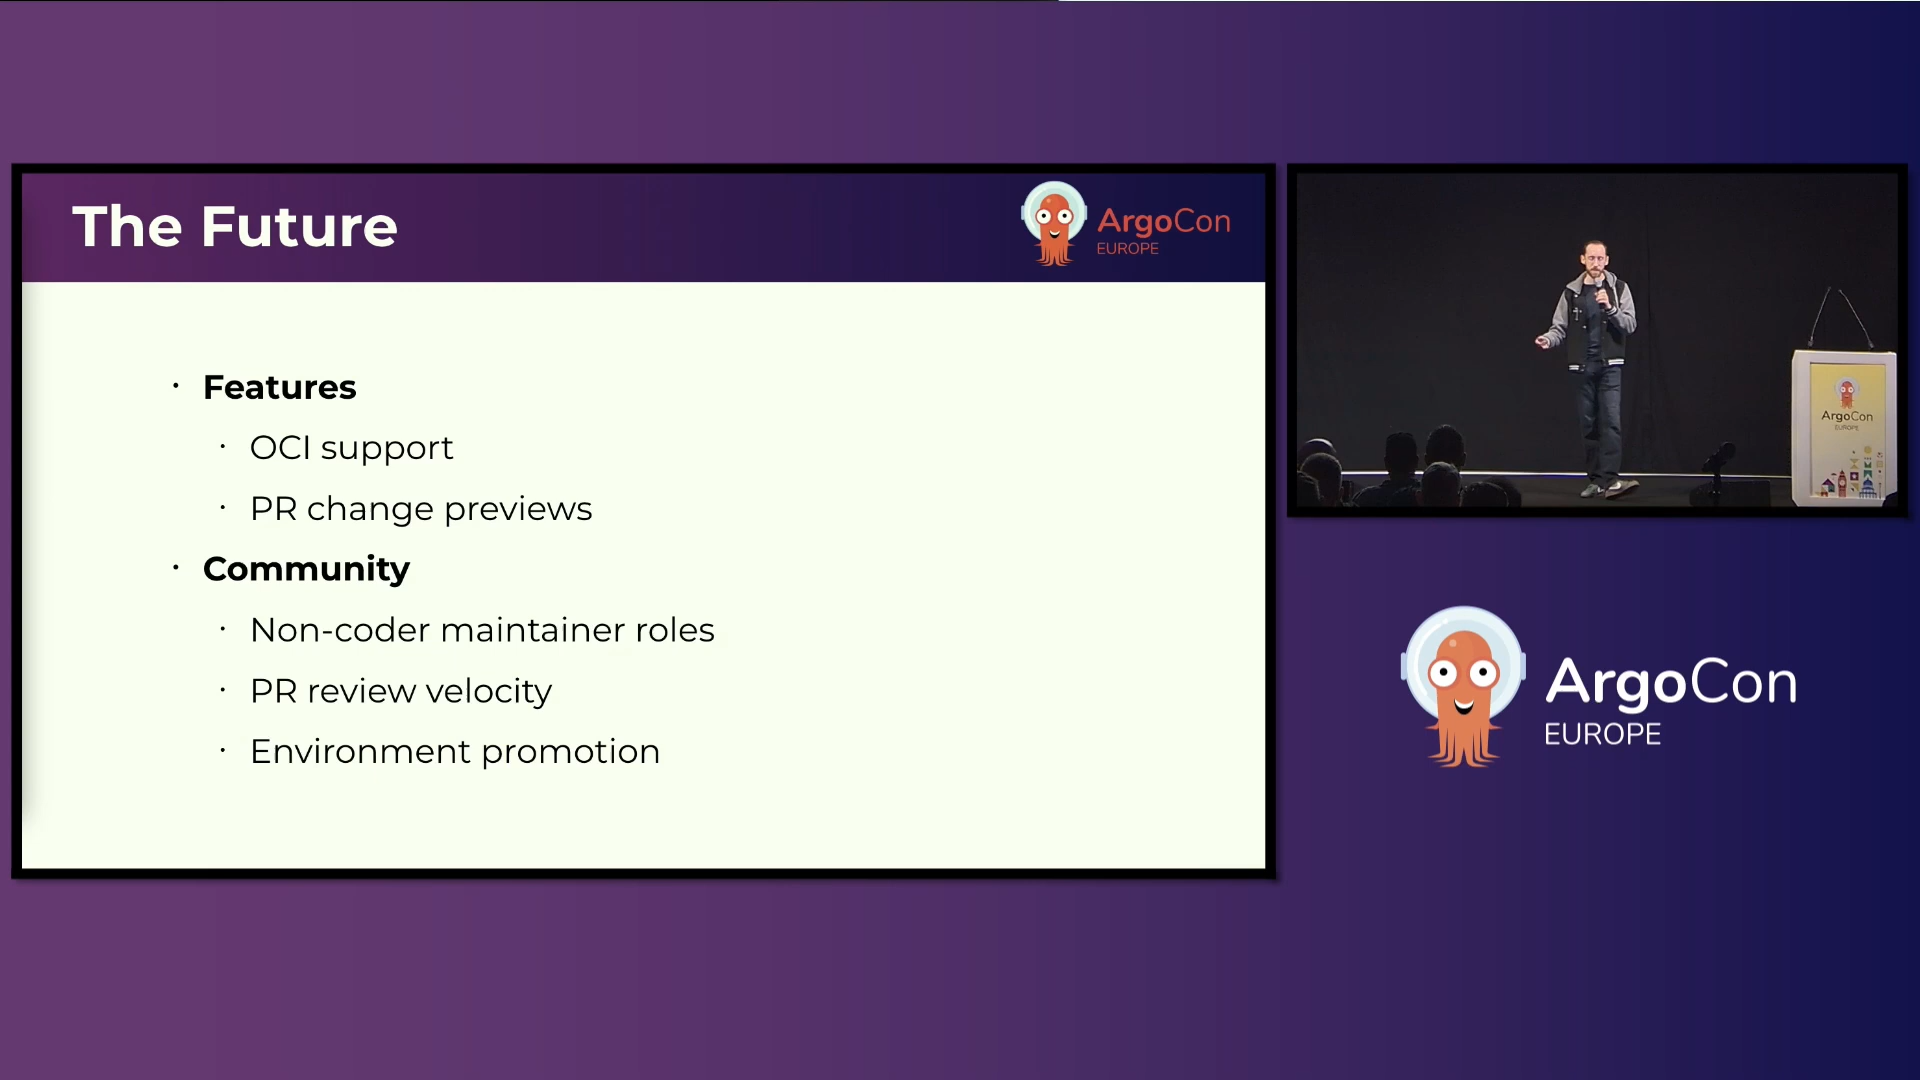 The Future
ArgoCon
EUROPE
· Features
· OCI support
· PR change previews
· Community
· Non-coder maintainer roles
· PR review velocity
· Environment promotion
ArgoCon
EUROPE
ArgoCon
EUROPE